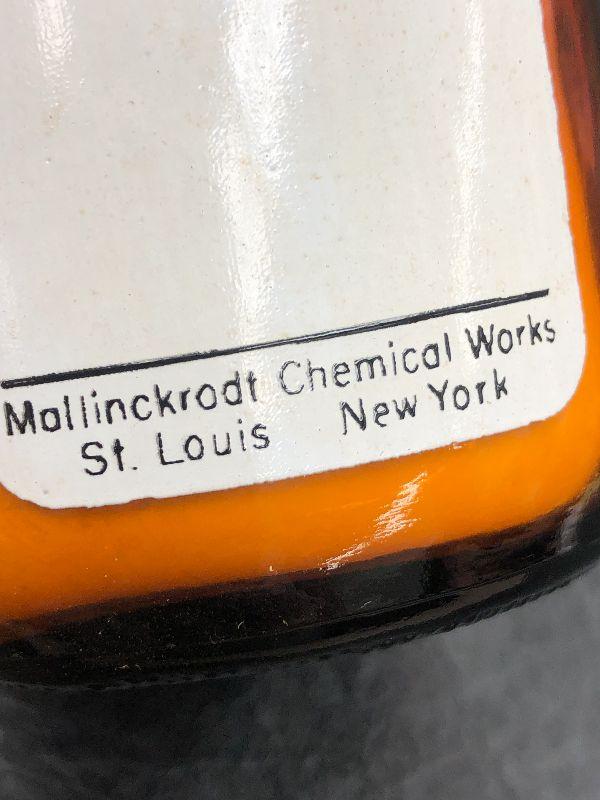 Mallinckrodt Chemical Works
St. Louis New York